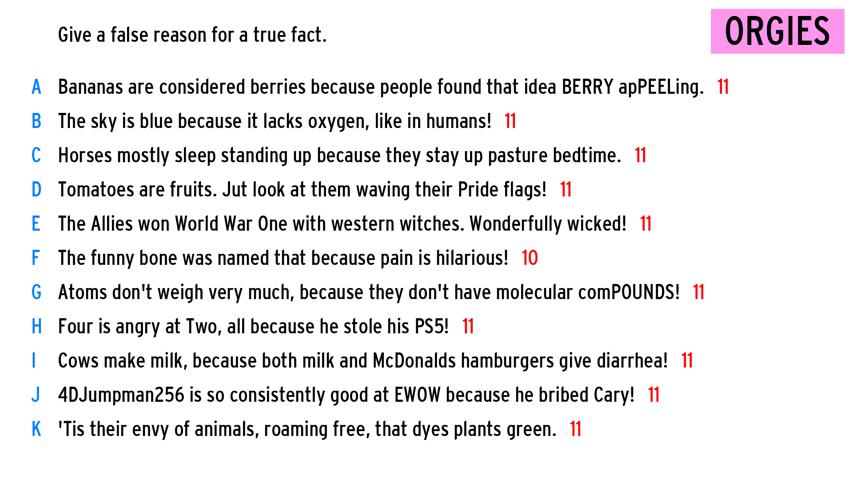 Give a false reason for a true fact.
ORGIES
A Bananas are considered berries because people found that idea BERRY apPEELing. 11
B The sky is blue because it lacks oxygen, like in humans! 11
C Horses mostly sleep standing up because they stay up pasture bedtime. 11
D Tomatoes are fruits. Jut look at them waving their Pride flags! 11
E The Allies won World War One with western witches. Wonderfully wicked! 11
F The funny bone was named that because pain is hilarious! 10
G Atoms don't weigh very much, because they don't have molecular comPOUNDS! 11
H Four is angry at Two, all because he stole his PS5! 11
I Cows make milk, because both milk and McDonalds hamburgers give diarrhea! 11
J 4DJumpman256 is so consistently good at EWOW because he bribed Cary! 11
K 'Tis their envy of animals, roaming free, that dyes plants green. 11